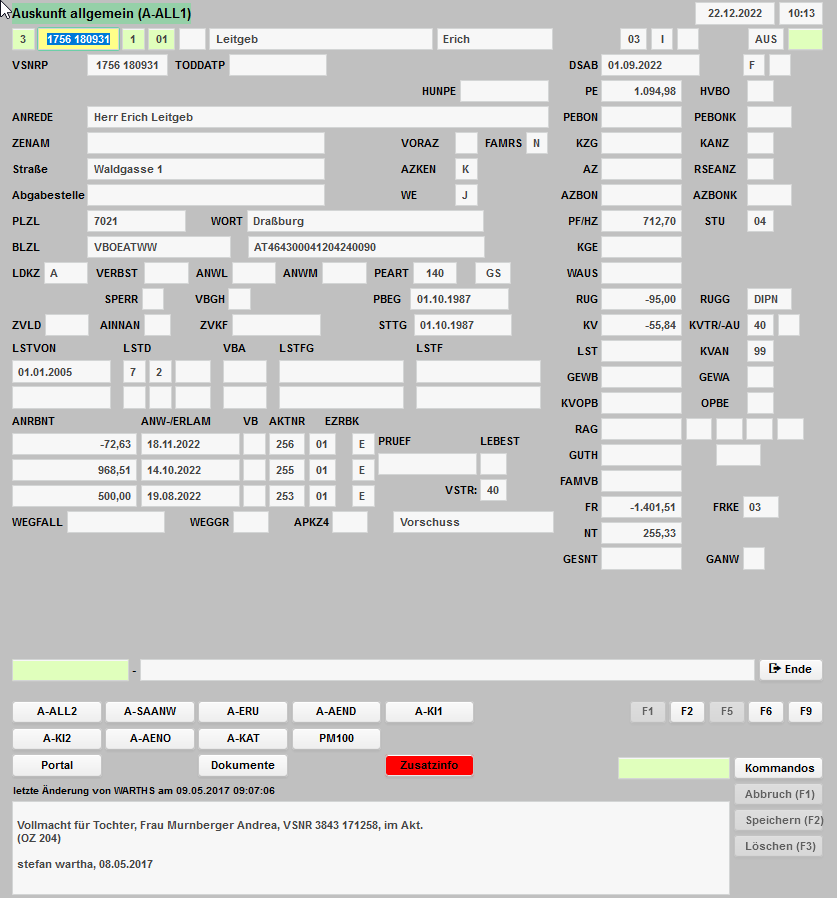 Auskunft allgemein (A-ALL1) 22.12.2022 10:13
3 1756 180931 1 01 Leitgeb Erich 03 I AUS
VSNRP 1756 180931 TODDATP DSAB 01.09.2022 F
HUNPE PE 1.094,98 HVBO
ANREDE Herr Erich Leitgeb PEBON PEBONK
ZENAM VORAZ FAMRS N KZG KANZ
Straße Waldgasse 1 AZKEN K AZ RSEANZ
Abgabestelle WE J AZBON AZBONK
PLZL 7021 WORT Draßburg PF/HZ 712,70 STU 04
BLZL VBOEATWW AT464300041204240090 KGE
LDKZ A VERBST ANWL ANWM PEART 140 GS WAUS
SPERR VBGH PBEG 01.10.1987 RUG -95,00 RUGG DIPN
ZVLD AINNAN ZVKF STTG 01.10.1987 KV -55,84 KVTR/-AU 40
LSTVON LSTD VBA LSTFG LSTF LST KVAN 99
01.01.2005 7 2 GEWB GEWA
KVOPB OPBE
ANRBNT ANW-/ERLAM VB AKTNR EZRBK RAG
-72,63 18.11.2022 256 01 E PRUEF LEBEST GUTH
968,51 14.10.2022 255 01 E FAMVB
500,00 19.08.2022 253 01 E VSTR: 40 FR -1.401,51 FRKE 03
WEGFALL WEGGR APKZ4 Vorschuss NT 255,33
GESNT GANW
- Ende
A-ALL2 A-SAANW A-ERU A-AEND A-KI1 F1 F2 F5 F6 F9
A-KI2 A-AENO A-KAT PM100
Portal Dokumente Zusatzinfo Kommandos
letzte Änderung von WARTHS am 09.05.2017 09:07:06 Abbruch (F1)
Vollmacht für Tochter, Frau Murnberger Andrea, VSNR 3843 171258, im Akt. Speichern (F2)
(OZ 204) Löschen (F3)
stefan wartha, 08.05.2017